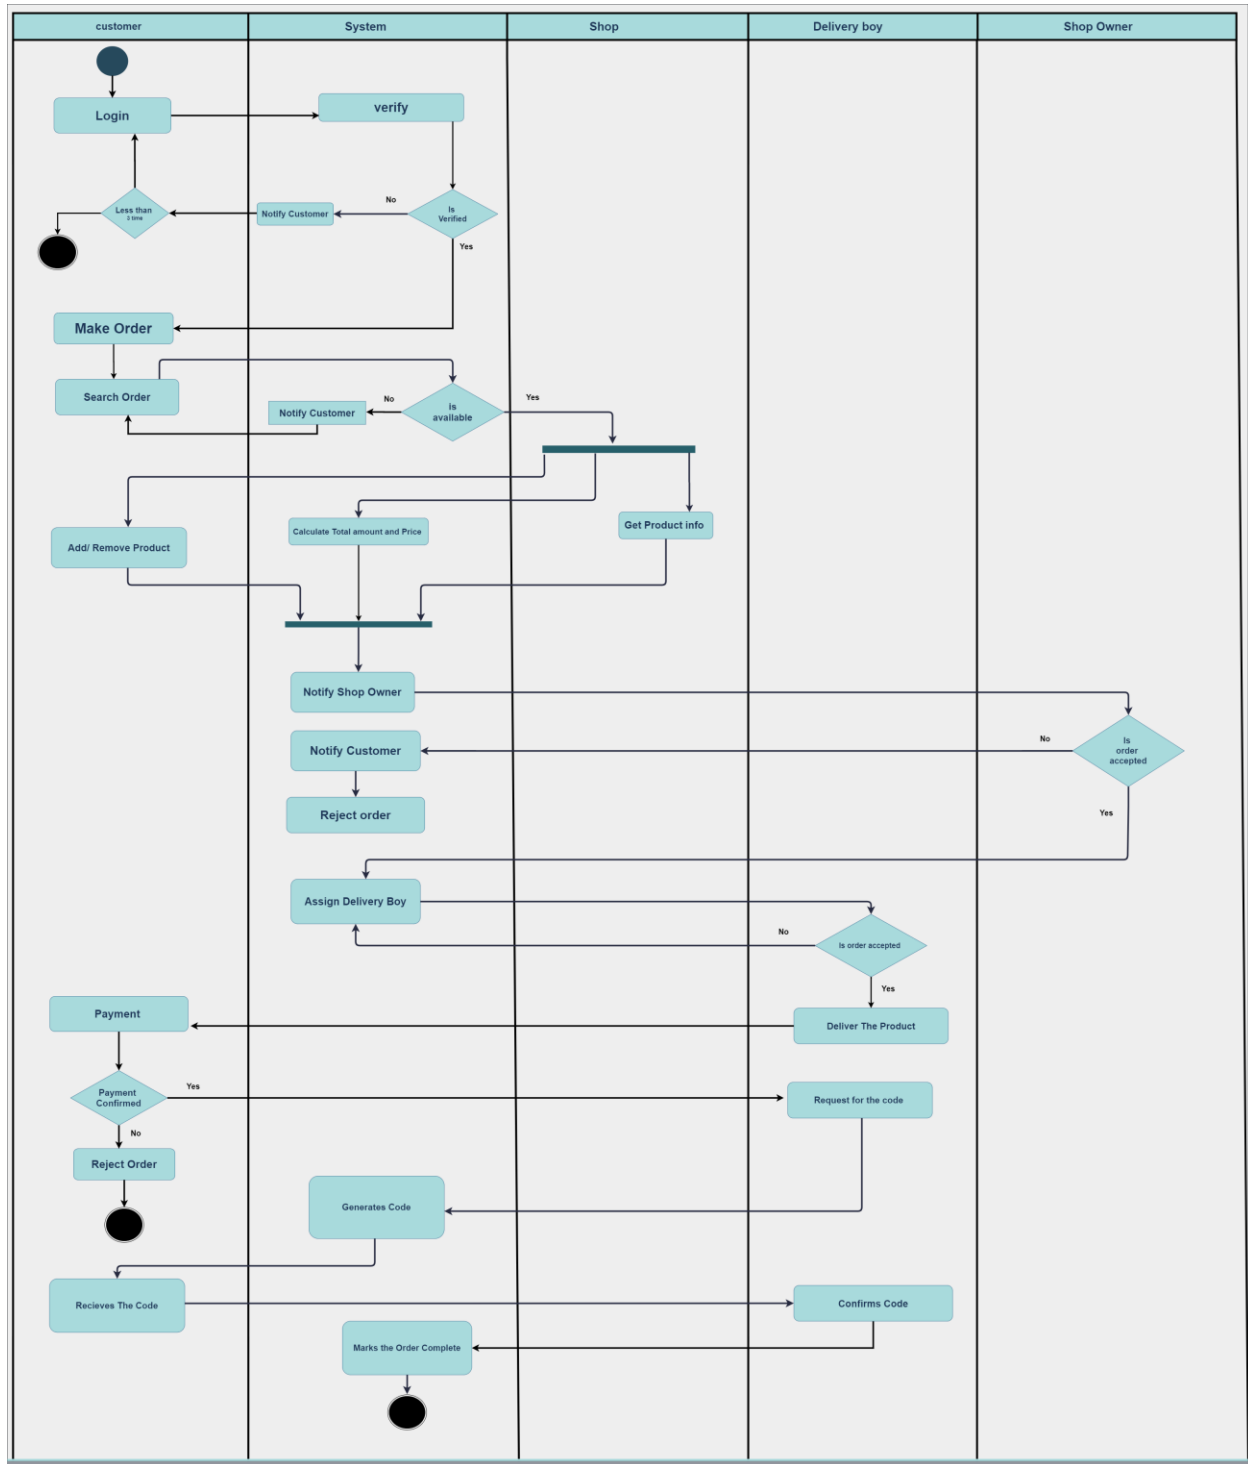 customer
System
Shop
Delivery boy
Shop Owner
Login
verify
Less than
3 time
Notify Customer
No
Is
Verified
Yes
Make Order
Search Order
Notify Customer
No
is
available
Yes
Add/ Remove Product
Calculate Total amount and Price
Get Product info
Notify Shop Owner
Notify Customer
No
Is
order
accepted
Reject order
Yes
Assign Delivery Boy
No
Is order accepted
Yes
Payment
Deliver The Product
Payment
Confirmed
Yes
Request for the code
No
Reject Order
Generates Code
Recieves The Code
Confirms Code
Marks the Order Complete